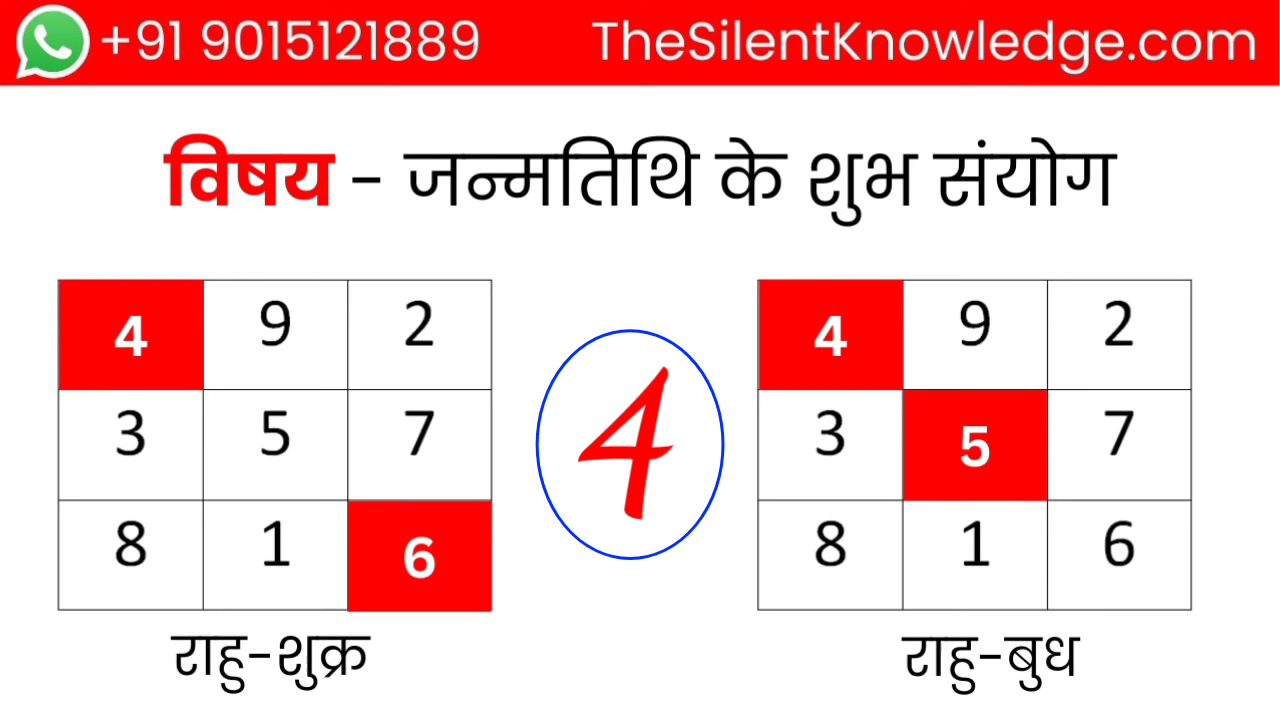 +91 9015121889 TheSilentKnowledge.com
विषय - जन्मतिथि के शुभ संयोग
4 9 2
3 5 7
8 1 6
राहु-शुक्र
4
4 9 2
3 5 7
8 1 6
राहु-बुध